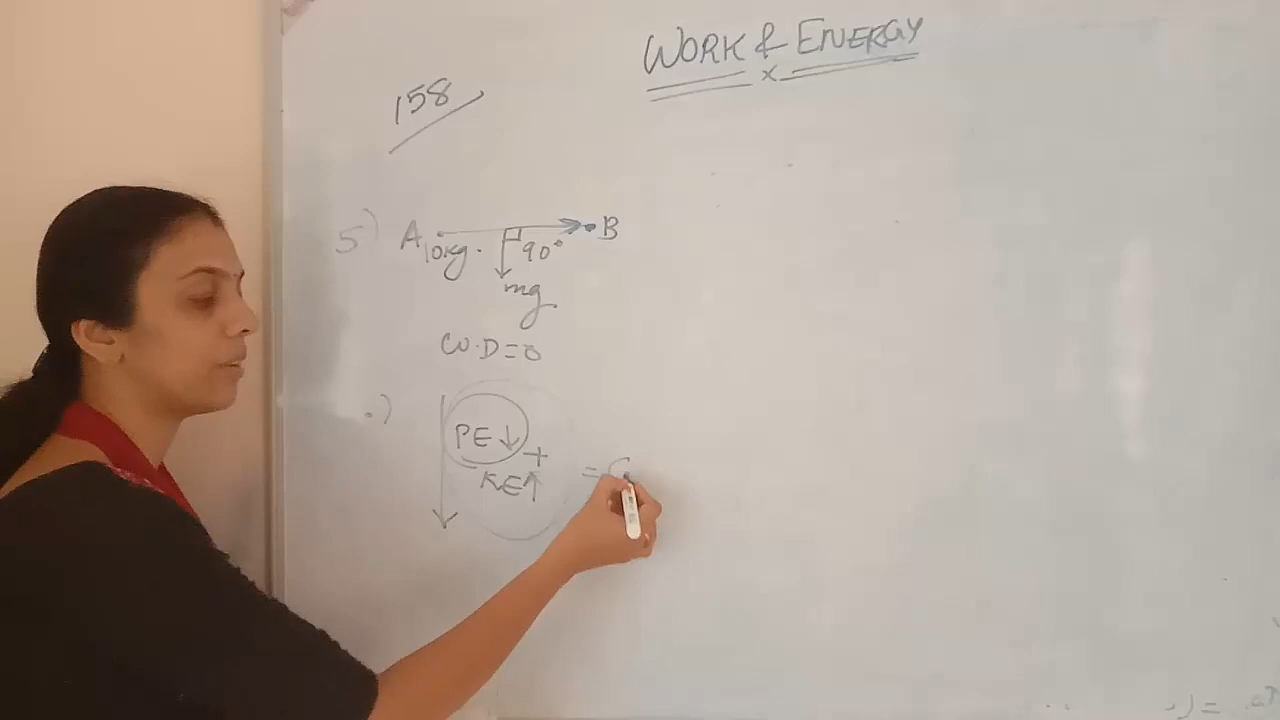 WORK & ENERGY
x
158
5) A 10kg. 90° B
mg
W.D=0
.) PE↓
+
KE↑ =